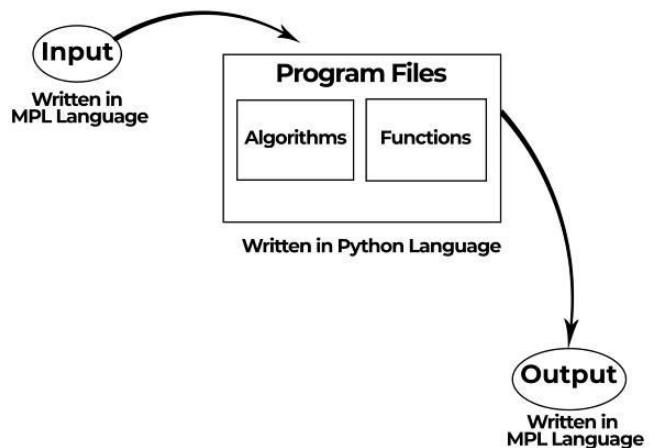 Input
Written in
MPL Language
Program Files
Algorithms
Functions
Written in Python Language
Output
Written in
MPL Language